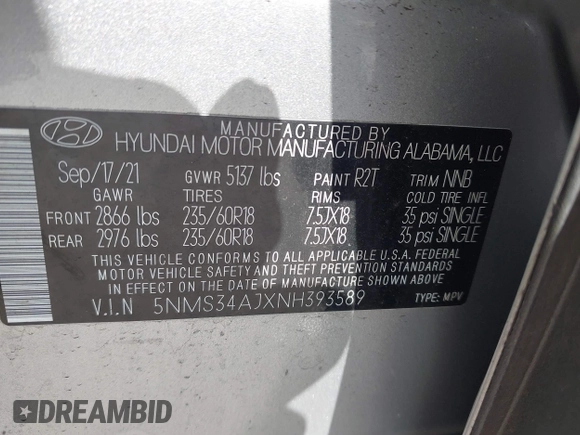 MANUFACTURED BY
HYUNDAI MOTOR MANUFACTURING ALABAMA, LLC
Sep/17/21 GVWR 5137 lbs PAINT R2T TRIM NNB
GAWR TIRES RIMS COLD TIRE INFL
FRONT 2866 lbs 235/60R18 7.5JX18 35 psi SINGLE
REAR 2976 lbs 235/60R18 7.5JX18 35 psi SINGLE
THIS VEHICLE CONFORMS TO ALL APPLICABLE U.S.A. FEDERAL
MOTOR VEHICLE SAFETY AND THEFT PREVENTION STANDARDS
IN EFFECT ON THE DATE OF MANUFACTURE SHOWN ABOVE
V.I.N 5NMS34AJXNH393589 TYPE: MPV
DREAMBID